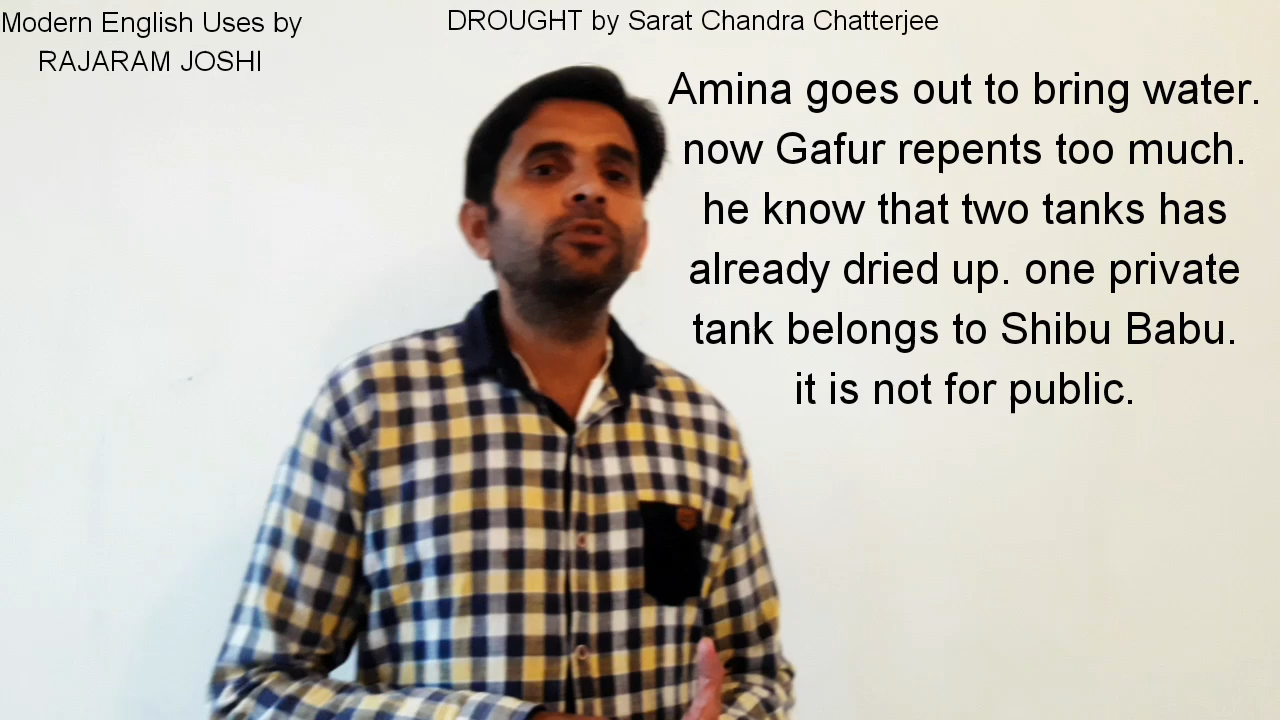 Modern English Uses by
RAJARAM JOSHI
DROUGHT by Sarat Chandra Chatterjee
Amina goes out to bring water.
now Gafur repents too much.
he know that two tanks has
already dried up. one private
tank belongs to Shibu Babu.
it is not for public.